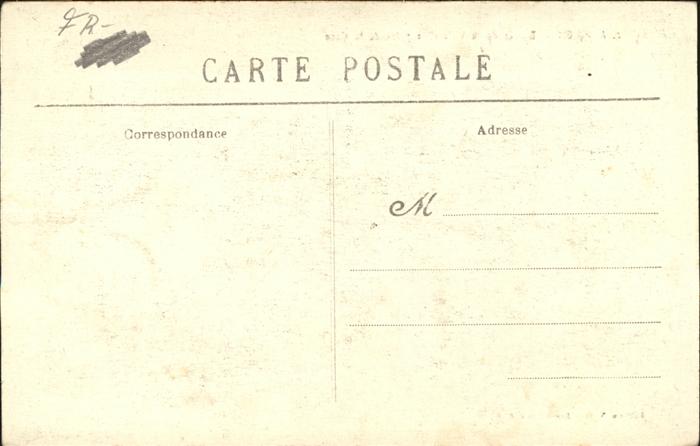 FR-
CARTE POSTALE
Correspondance
Adresse
M